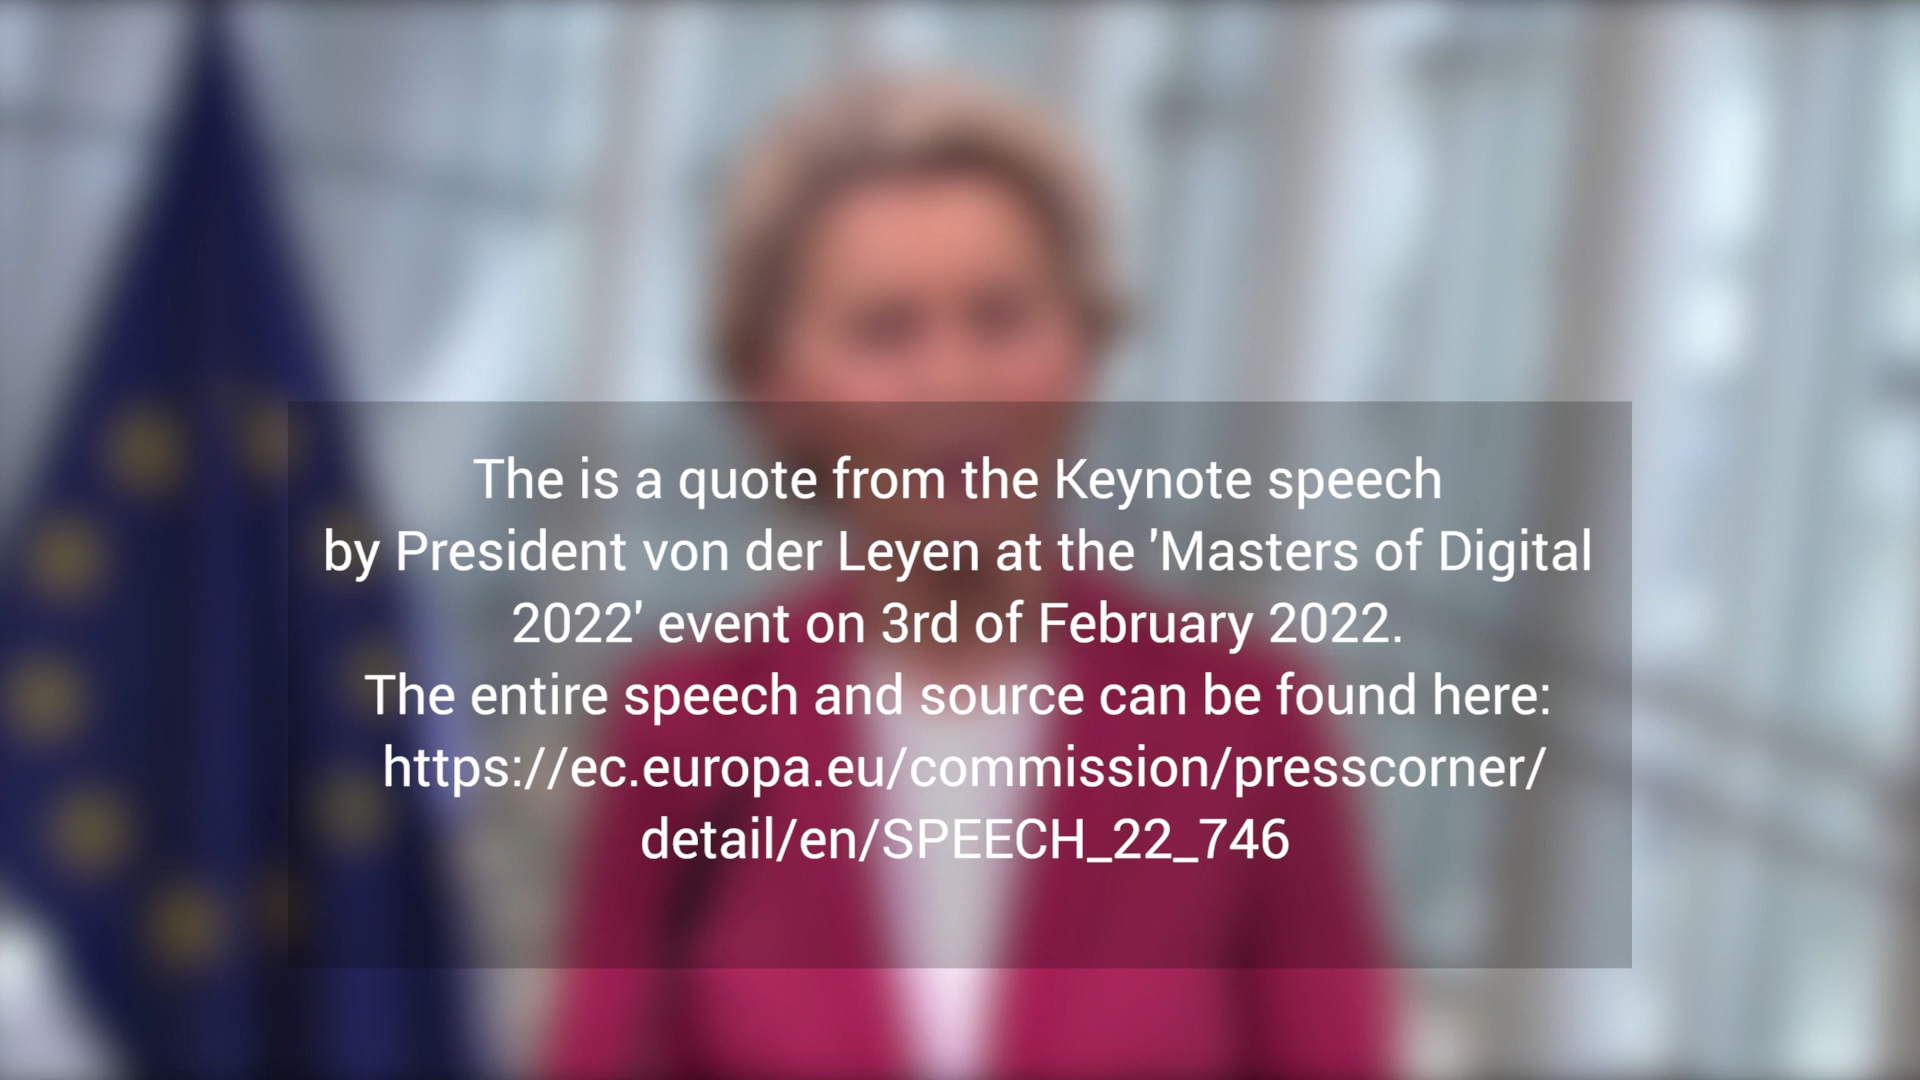 The is a quote from the Keynote speech
by President von der Leyen at the 'Masters of Digital
2022' event on 3rd of February 2022.
The entire speech and source can be found here:
https://ec.europa.eu/commission/presscorner/
detail/en/SPEECH_22_746